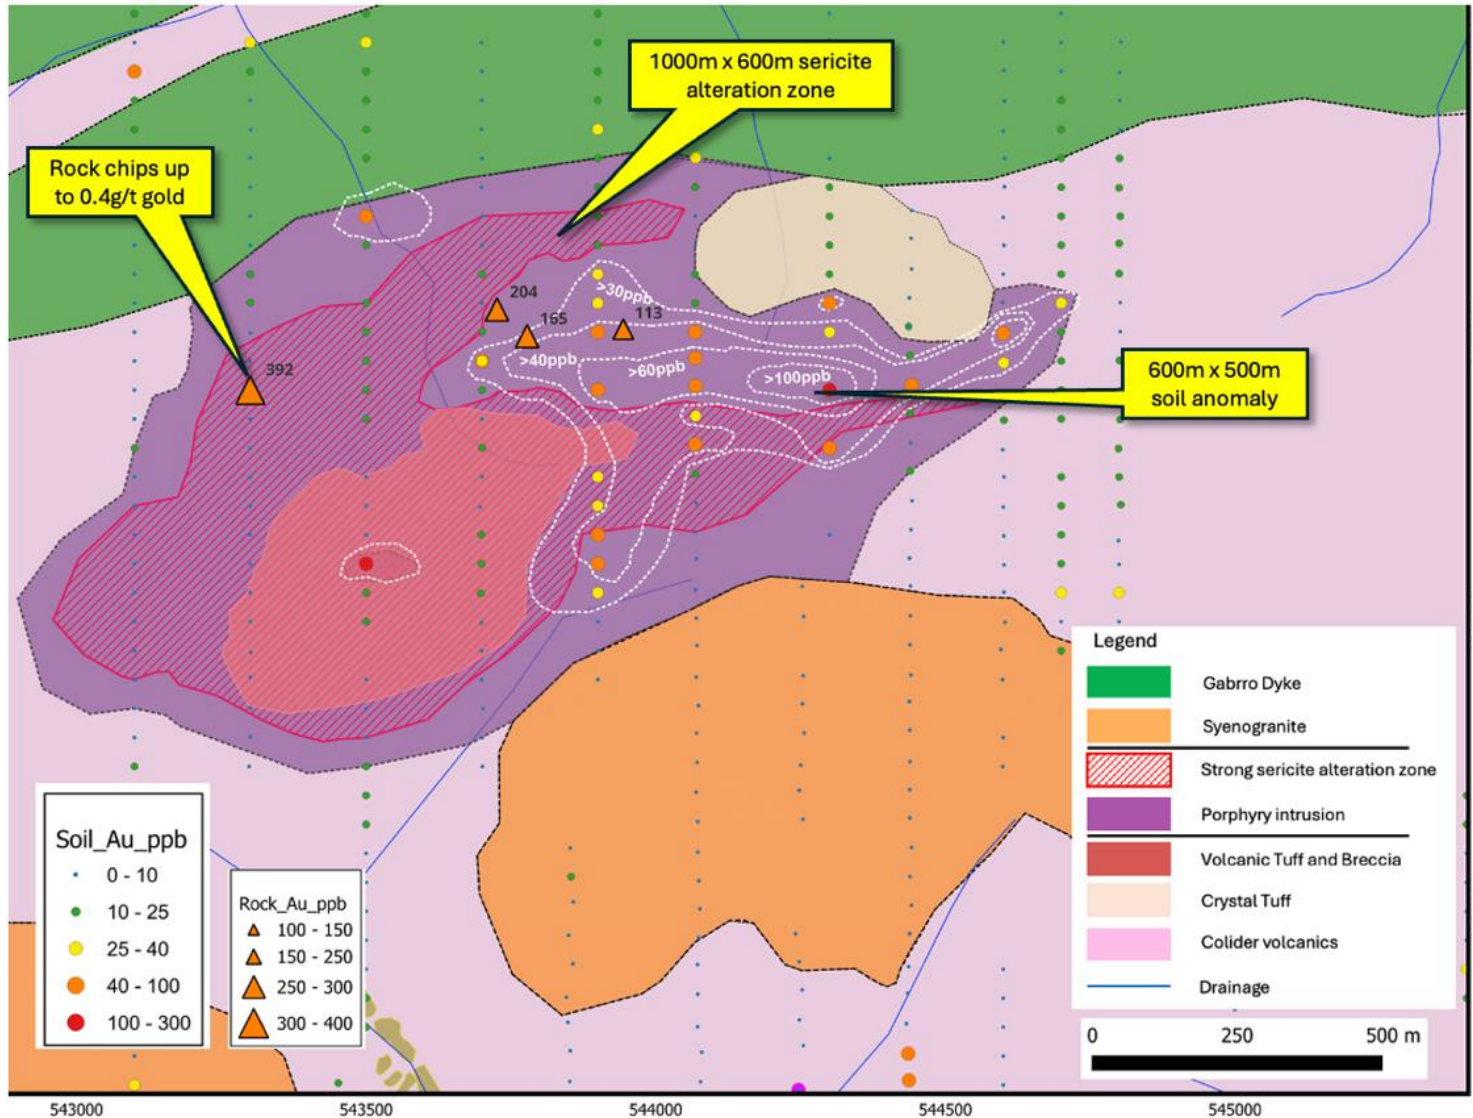 1000m x 600m sericite
alteration zone
Rock chips up
to 0.4g/t gold
204
165
113
392
>30ppb
>40ppb
>60ppb
>100ppb
600m x 500m
soil anomaly
Legend
Gabrro Dyke
Syenogranite
Strong sericite alteration zone
Porphyry intrusion
Volcanic Tuff and Breccia
Crystal Tuff
Colider volcanics
Drainage
Soil_Au_ppb
0 - 10
10 - 25
25 - 40
40 - 100
100 - 300
Rock_Au_ppb
100 - 150
150 - 250
250 - 300
300 - 400
0 250 500 m
543000 543500 544000 544500 545000